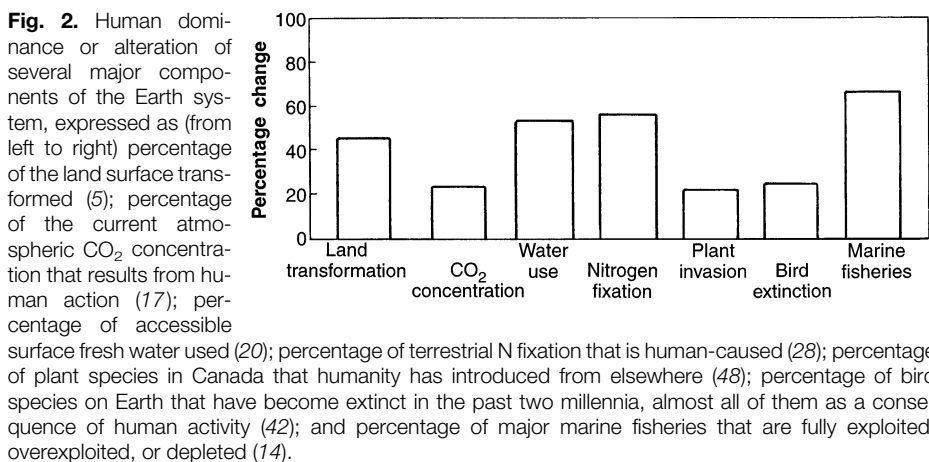 Fig. 2. Human domi-
nance or alteration of
several major compo-
nents of the Earth sys-
tem, expressed as (from
left to right) percentage
of the land surface trans-
formed (5); percentage
of the current atmo-
spheric CO₂ concentra-
tion that results from hu-
man action (17); per-
centage of accessible
surface fresh water used (20); percentage of terrestrial N fixation that is human-caused (28); percentage
of plant species in Canada that humanity has introduced from elsewhere (48); percentage of bird
species on Earth that have become extinct in the past two millennia, almost all of them as a conse-
quence of human activity (42); and percentage of major marine fisheries that are fully exploited
overexploited, or depleted (14).
Percentage change
100
80
60
40
20
0
Land
transformation
CO₂
concentration
Water
use
Nitrogen
fixation
Plant
invasion
Bird
extinction
Marine
fisheries